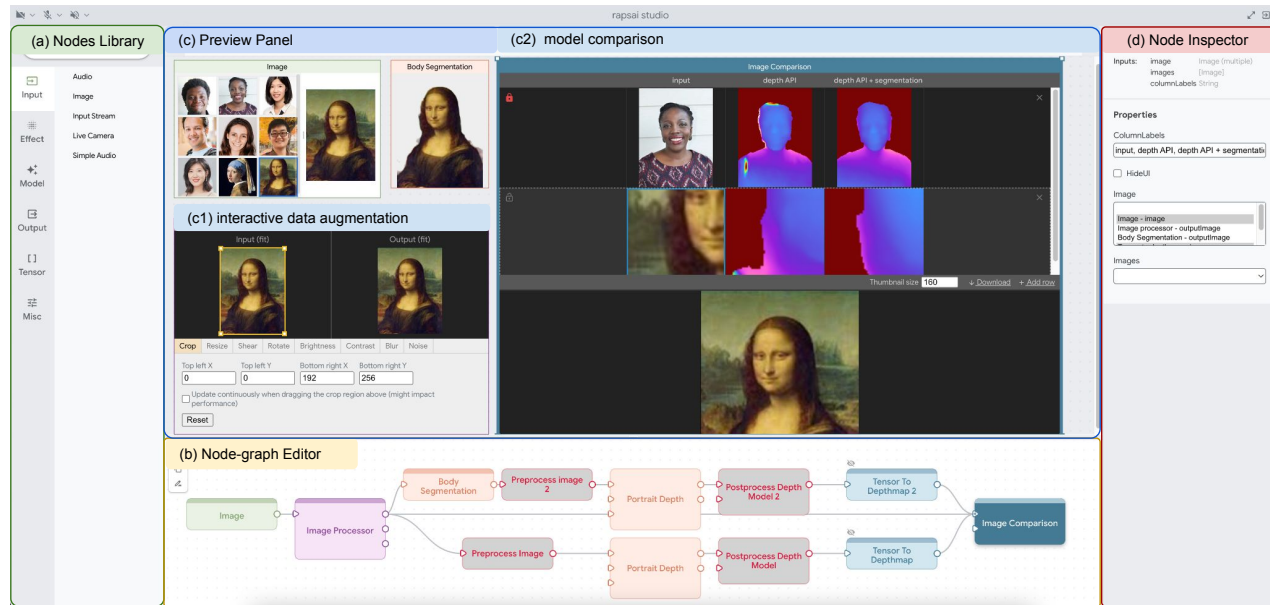 rapsai studio
(a) Nodes Library
Input
Effect
Model
Output
Tensor
Misc
Audio
Image
Input Stream
Live Camera
Simple Audio
(c) Preview Panel
Image
Body Segmentation
(c1) interactive data augmentation
Input (fit)
Output (fit)
Crop Resize Shear Rotate Brightness Contrast Blur Noise
Top left X Top left Y Bottom right X Bottom right Y
0 0 192 256
Update continuously when dragging the crop region above (might impact
performance)
Reset
(c2) model comparison
Image Comparison
input depth API depth API + segmentation
Thumbnail size 160 Download + Add row
(b) Node-graph Editor
Image
Image Processor
Body
Segmentation
Preprocess image
2
Portrait Depth
Postprocess Depth
Model 2
Tensor To
Depthmap 2
Preprocess Image
Portrait Depth
Postprocess Depth
Model
Tensor To
Depthmap
Image Comparison
(d) Node Inspector
Inputs: image Image (multiple)
images [Image]
columnLabels String
Properties
ColumnLabels
input, depth API, depth API + segmentati
HideUI
Image
Image - image
Image processor - outputImage
Body Segmentation - outputImage
Images